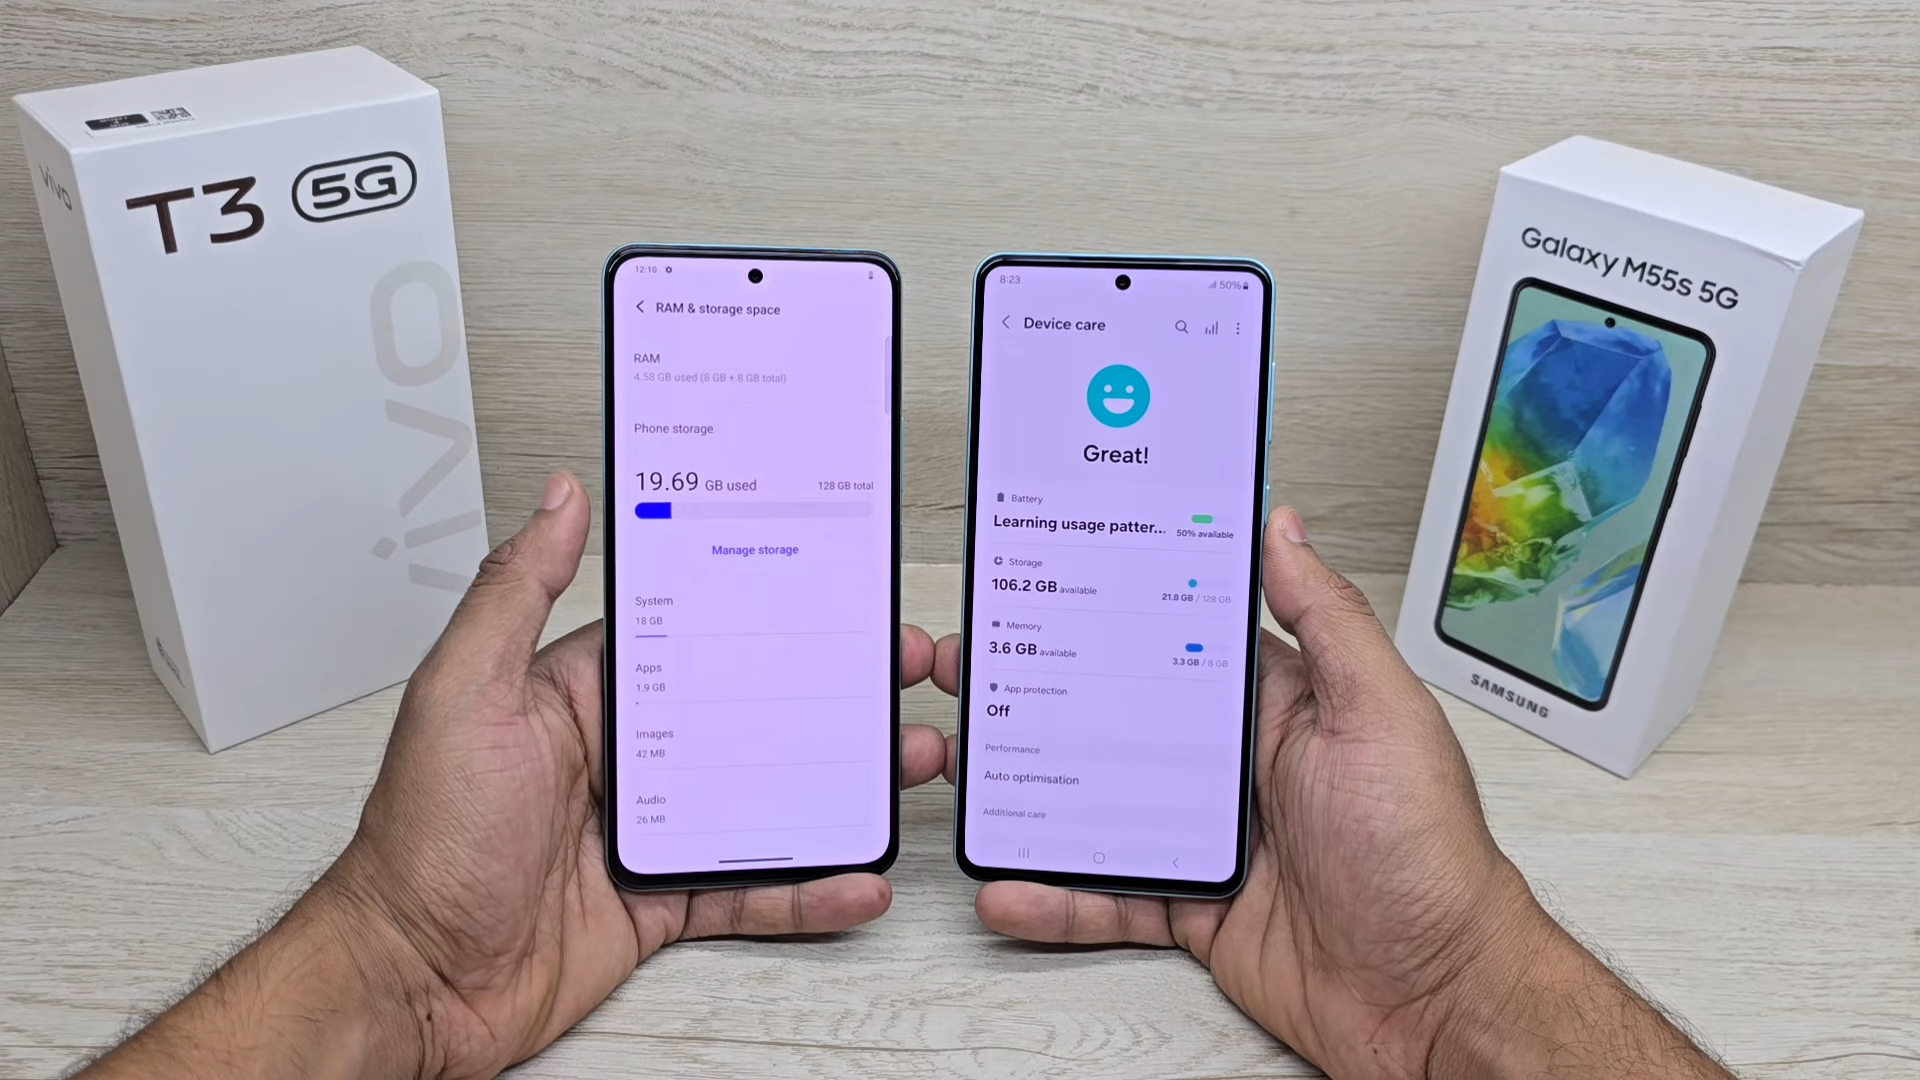 vivo
T3 5G
vivo
12:10
RAM & storage space
RAM
4.58 GB used (8 GB + 8 GB total)
Phone storage
19.69 GB used
128 GB total
Manage storage
System
18 GB
Apps
1.9 GB
Images
42 MB
Audio
26 MB
8:23
50%
Device care
Great!
Battery
Learning usage patter...
50% available
Storage
106.2 GB available
21.8 GB / 128 GB
Memory
3.6 GB available
3.3 GB / 8 GB
App protection
Off
Performance
Auto optimisation
Additional care
Galaxy M55s 5G
SAMSUNG